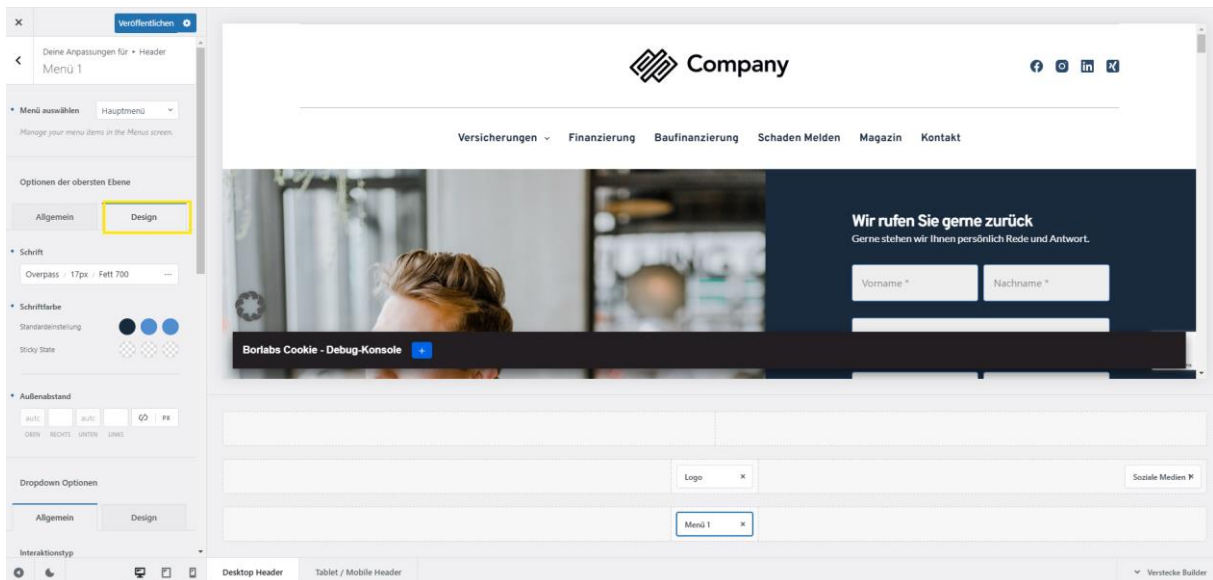 Veröffentlichen
Deine Anpassungen für • Header
Menü 1
Menü auswählen
Hauptmenü
Manage your menu items in the Menus screen.
Optionen der obersten Ebene
Allgemein
Design
Schrift
Overpass / 17px / Fett 700
Schriftfarbe
Standardeinstellung
Sticky State
Außenabstand
autc autc PX
OBEN RECHTS UNTEN LINKS
Dropdown Optionen
Allgemein
Design
Interaktionstyp
Company
Versicherungen Finanzierung Baufinanzierung Schaden Melden Magazin Kontakt
Wir rufen Sie gerne zurück
Gerne stehen wir Ihnen persönlich Rede und Antwort.
Vorname *
Nachname *
Borlabs Cookie - Debug-Konsole +
Logo
Soziale Medien
Menü 1
Desktop Header
Tablet / Mobile Header
Verstecke Builder